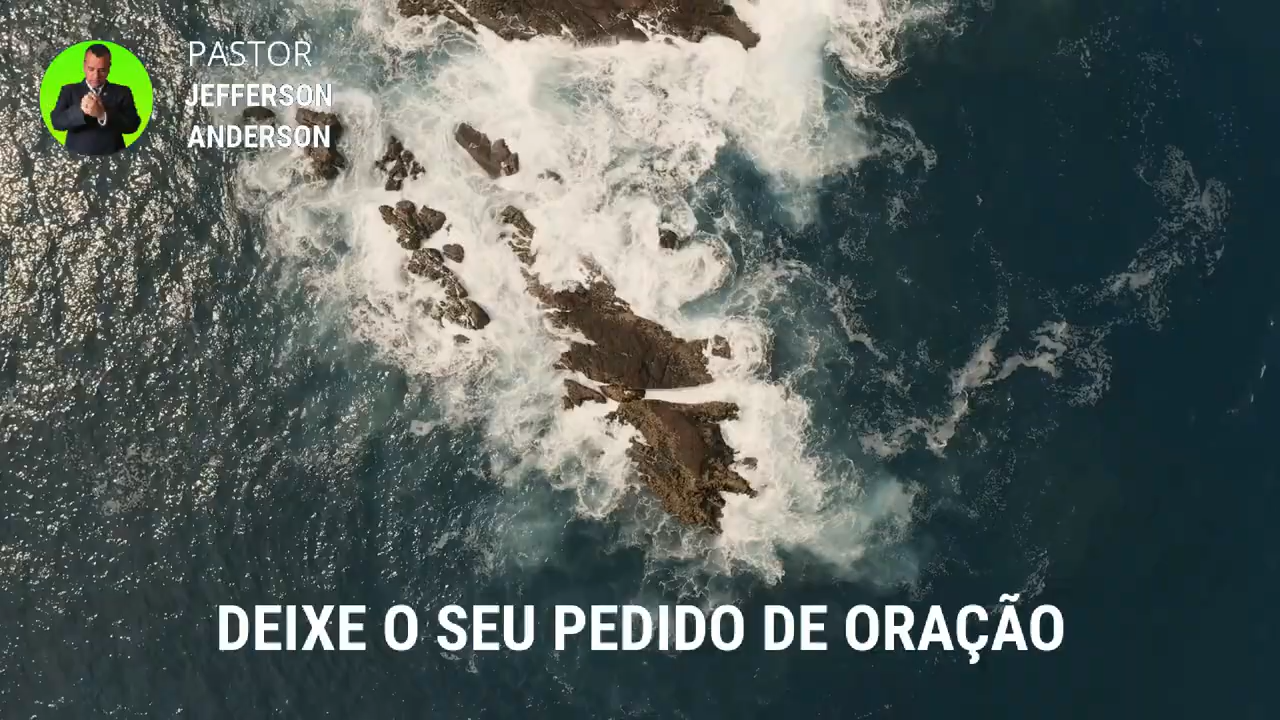 PASTOR
JEFFERSON
ANDERSON
DEIXE O SEU PEDIDO DE ORAÇÃO